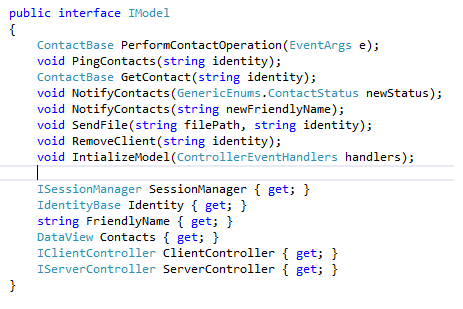 public interface IModel
{
ContactBase PerformContactOperation(EventArgs e);
void PingContacts(string identity);
ContactBase GetContact(string identity);
void NotifyContacts(GenericEnums.ContactStatus newStatus);
void NotifyContacts(string newFriendlyName);
void SendFile(string filePath, string identity);
void RemoveClient(string identity);
void IntializeModel(ControllerEventHandlers handlers);
ISessionManager SessionManager { get; }
IdentityBase Identity { get; }
string FriendlyName { get; }
DataView Contacts { get; }
IClientController ClientController { get; }
IServerController ServerController { get; }
}